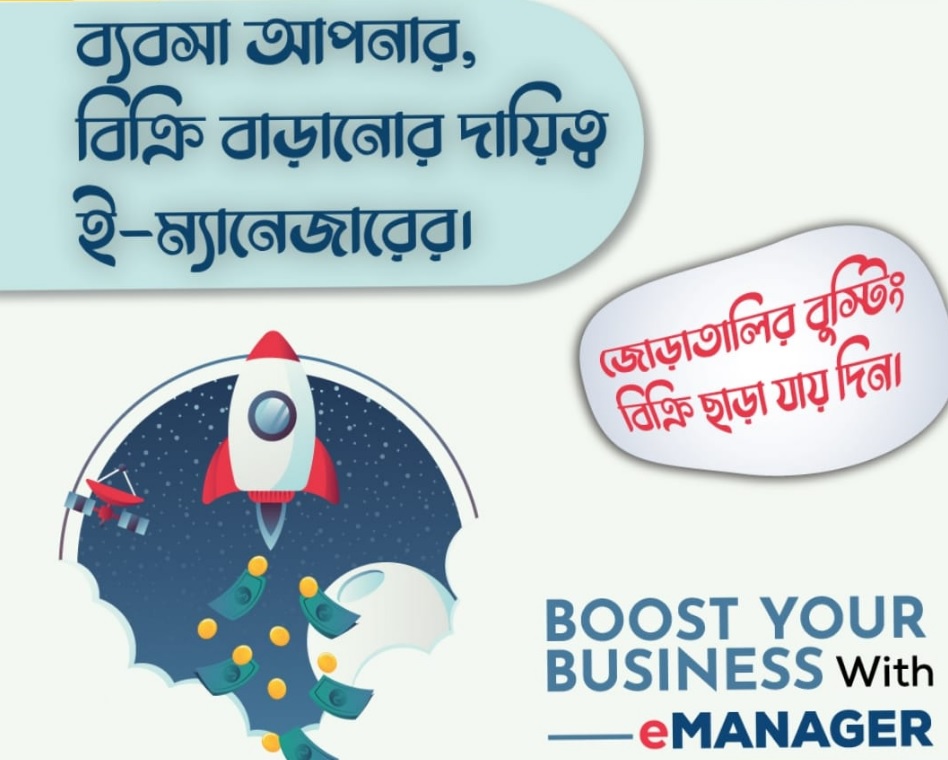 ব্যবসা আপনার,
বিক্রি বাড়ানোর দায়িত্ব
ই-ম্যানেজারের।
জোড়াতালির বুস্টিং
বিক্রি ছাড়া যায় দিন।
BOOST YOUR
BUSINESS With
eMANAGER